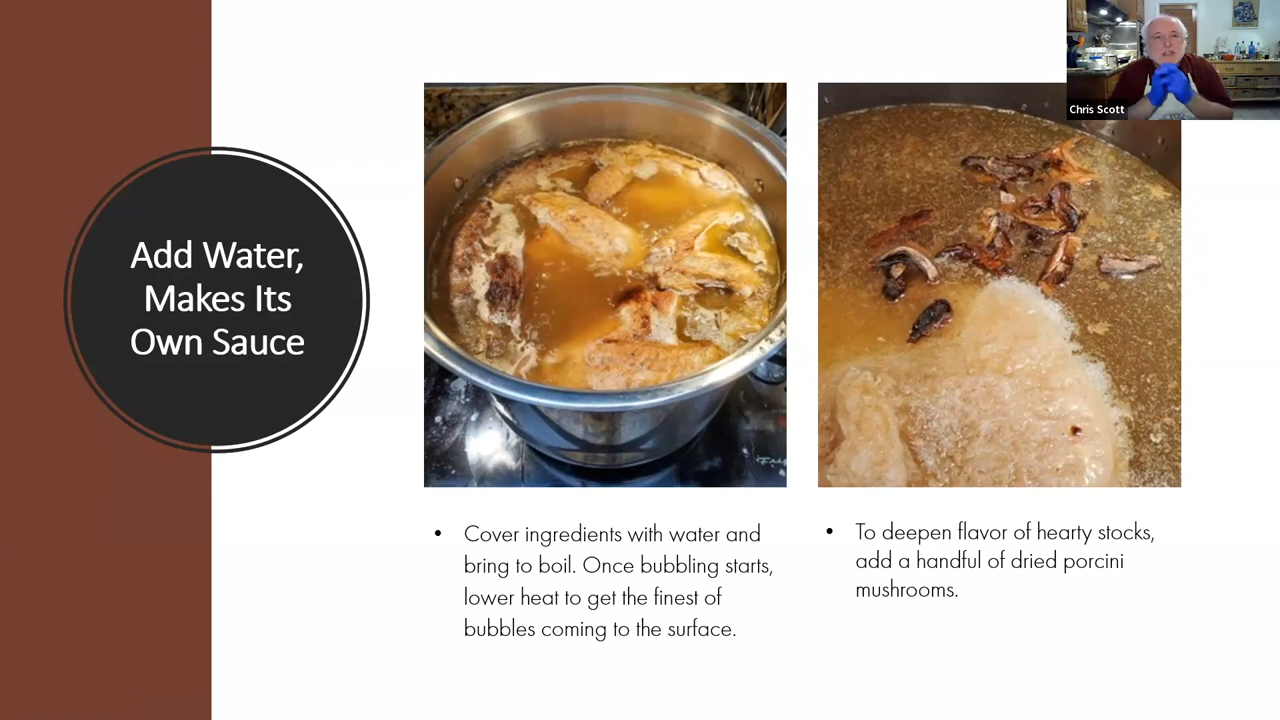 Chris Scott
Add Water,
Makes Its
Own Sauce
• Cover ingredients with water and
bring to boil. Once bubbling starts,
lower heat to get the finest of
bubbles coming to the surface.
• To deepen flavor of hearty stocks,
add a handful of dried porcini
mushrooms.